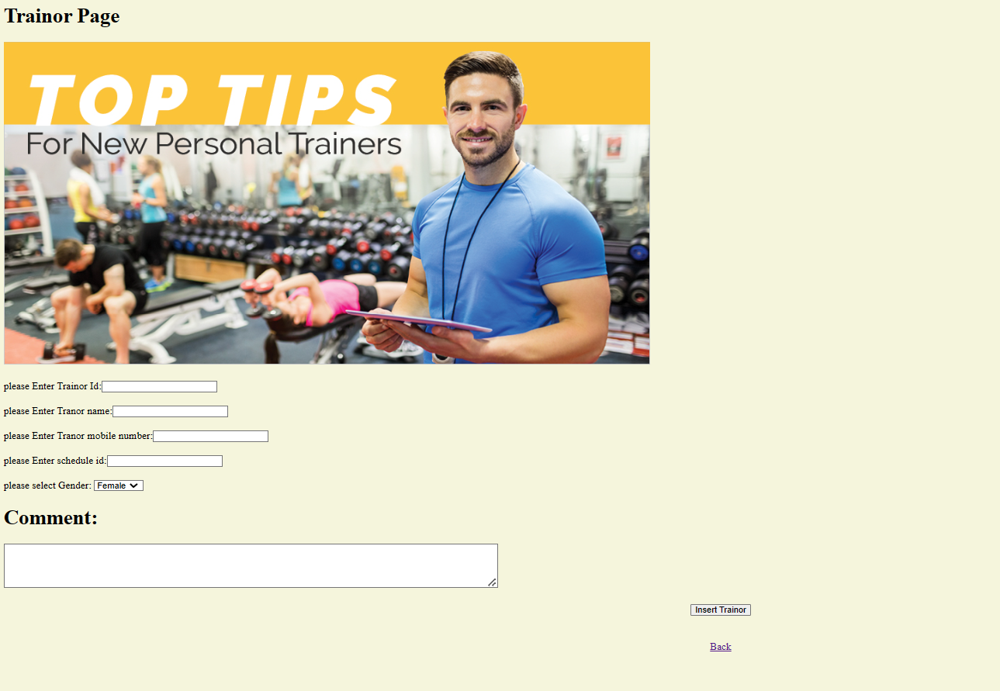 Trainor Page
TOP TIPS
For New Personal Trainers
please Enter Trainor Id:
please Enter Tranor name:
please Enter Tranor mobile number:
please Enter schedule id:
please select Gender: Female
Comment:
Insert Trainor
Back